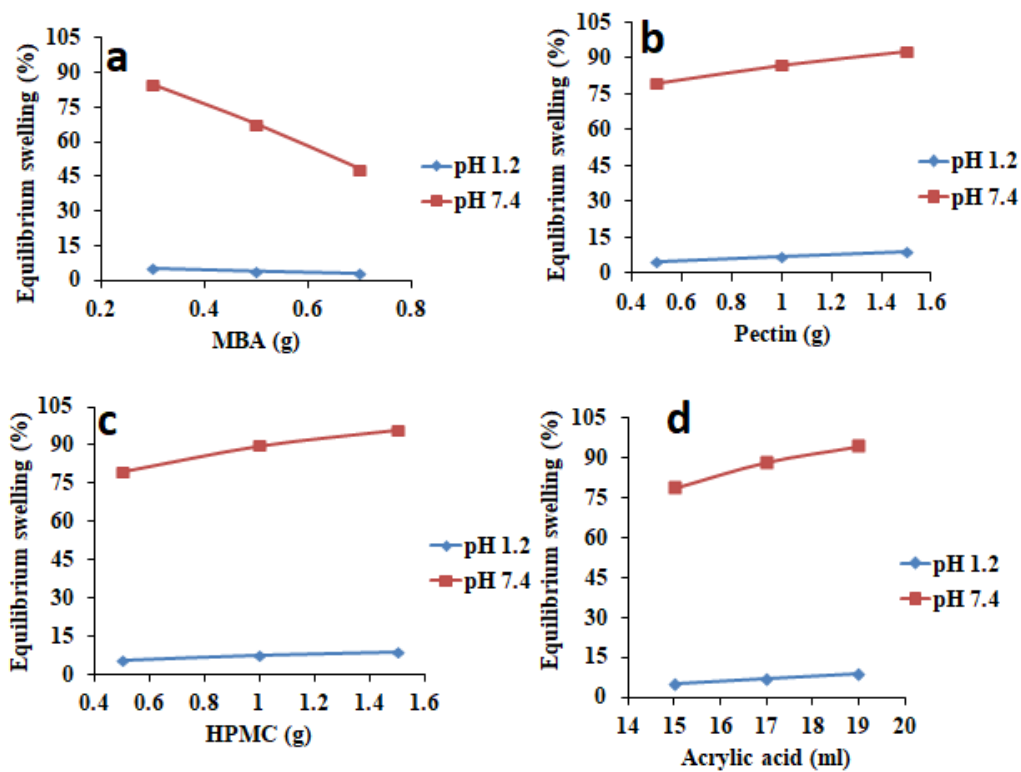 a
Equilibrium swelling (%)
105
90
75
60
45
30
15
0
0.2
0.4
0.6
0.8
MBA (g)
pH 1.2
pH 7.4
b
Equlibrium swelling (%)
105
90
75
60
45
30
15
0
0.4
0.6
0.8
1
1.2
1.4
1.6
Pectin (g)
pH 1.2
pH 7.4
c
Equlibrium swelling (%)
105
90
75
60
45
30
15
0
0.4
0.6
0.8
1
1.2
1.4
1.6
HPMC (g)
pH 1.2
pH 7.4
d
Equlibrium swelling (%)
105
90
75
60
45
30
15
0
14
15
16
17
18
19
20
Acrylic acid (ml)
pH 1.2
pH 7.4